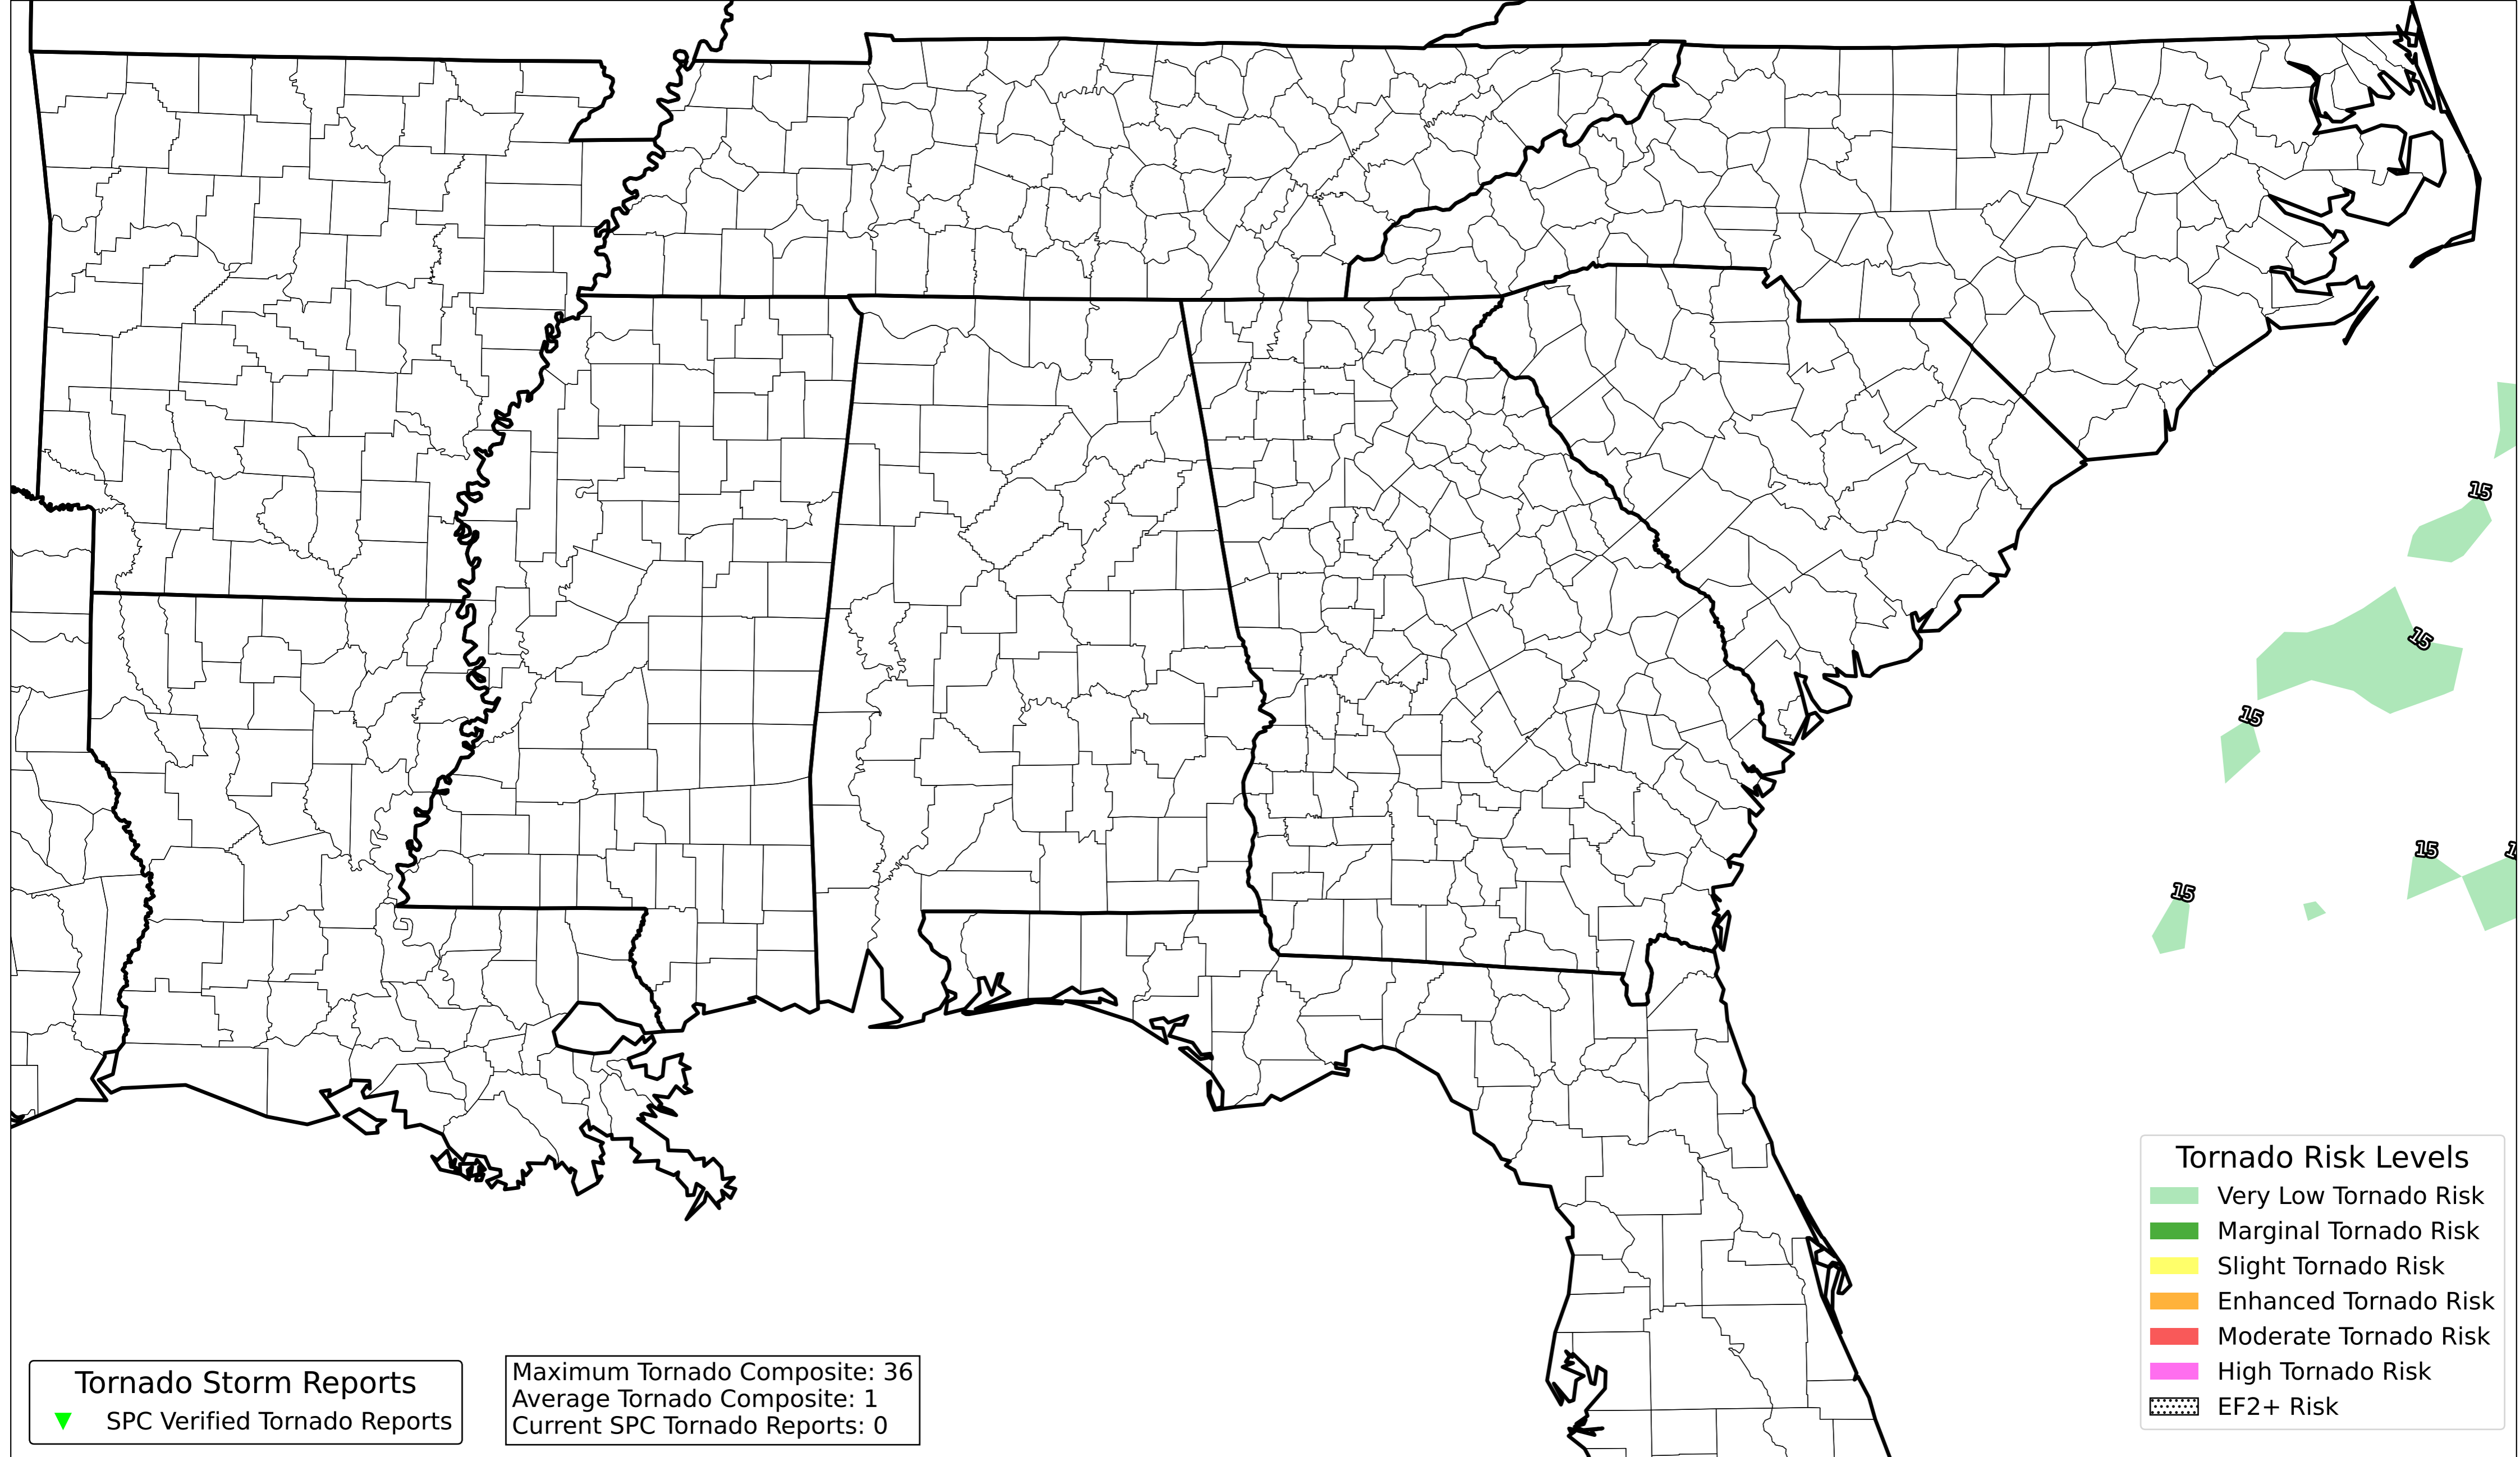 15
15
15
15
15
Tornado Risk Levels
Very Low Tornado Risk
Marginal Tornado Risk
Slight Tornado Risk
Enhanced Tornado Risk
Moderate Tornado Risk
High Tornado Risk
EF2+ Risk
Tornado Storm Reports
SPC Verified Tornado Reports
Maximum Tornado Composite: 36
Average Tornado Composite: 1
Current SPC Tornado Reports: 0